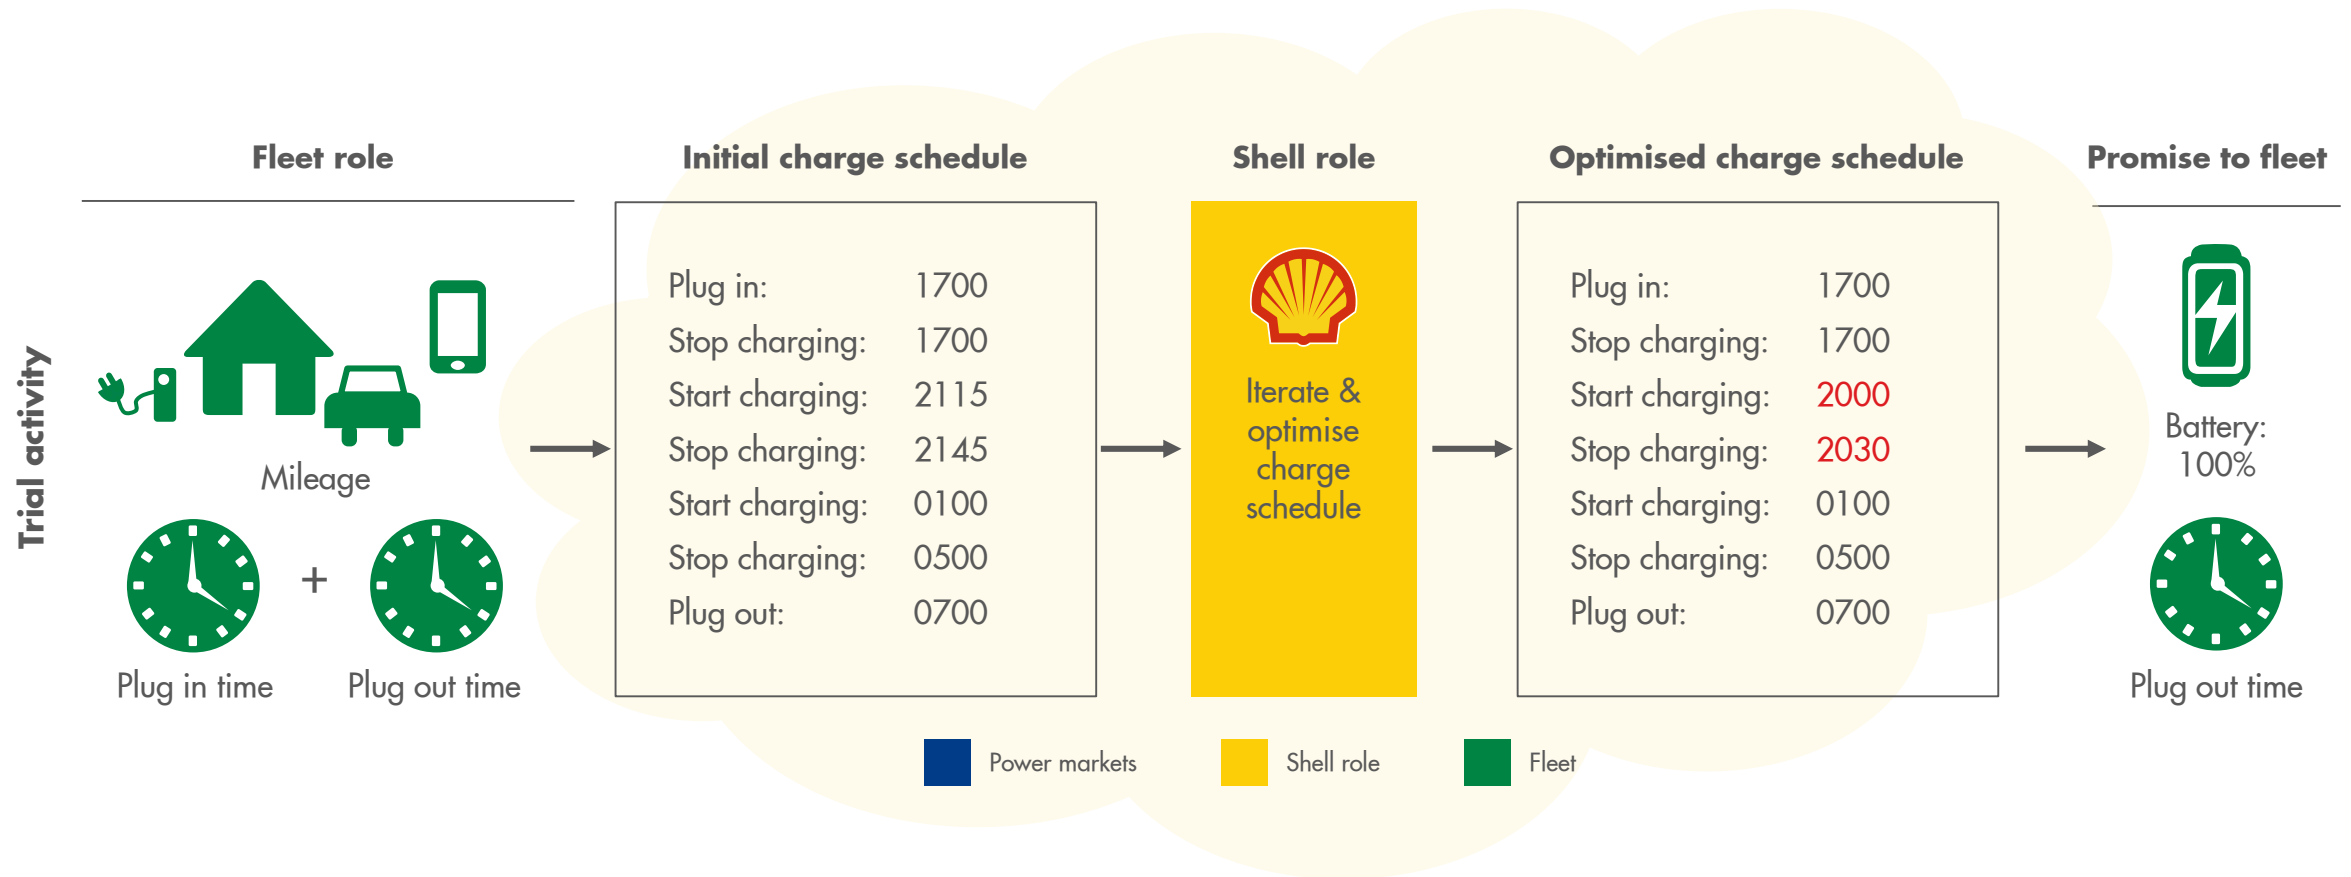 Trial activity
Fleet role
Mileage
Plug in time
+
Plug out time
Initial charge schedule
Plug in: 1700
Stop charging: 1700
Start charging: 2115
Stop charging: 2145
Start charging: 0100
Stop charging: 0500
Plug out: 0700
Shell role
Iterate &
optimise
charge
schedule
Optimised charge schedule
Plug in: 1700
Stop charging: 1700
Start charging: 2000
Stop charging: 2030
Start charging: 0100
Stop charging: 0500
Plug out: 0700
Promise to fleet
Battery:
100%
Plug out time
Power markets
Shell role
Fleet